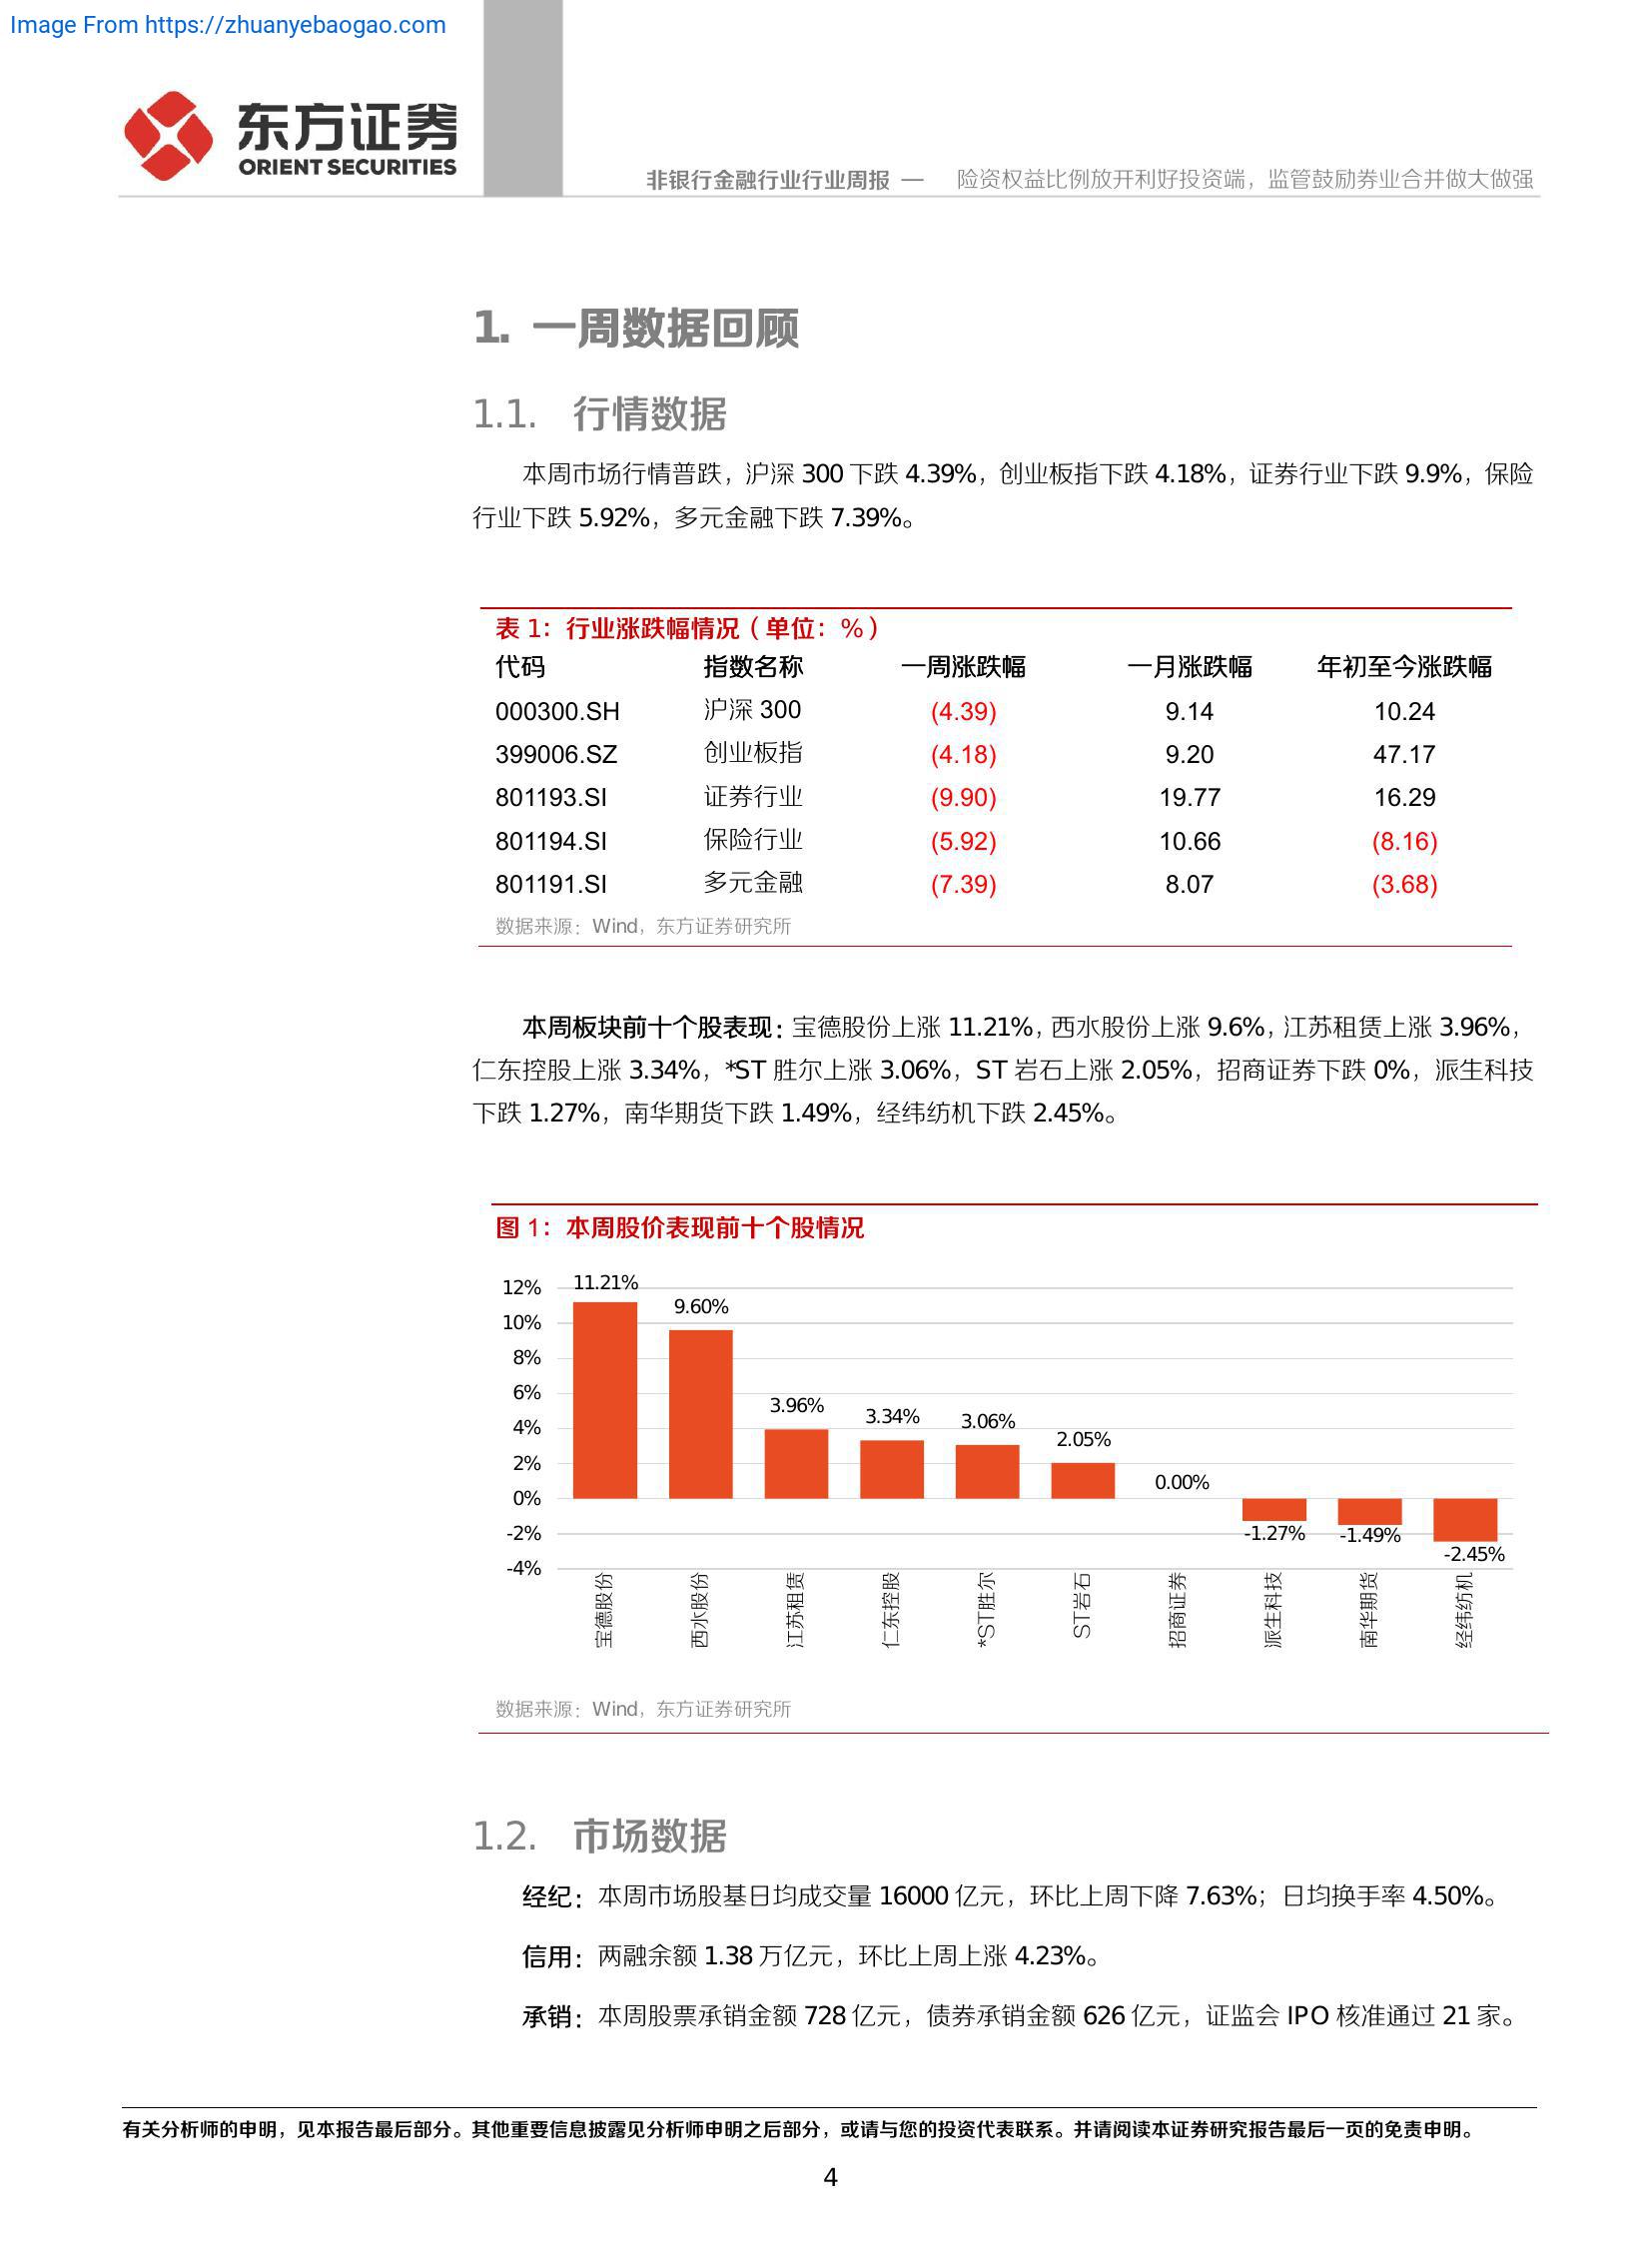 Image From https://zhuanyebaogao.com
东方证券
ORIENT SECURITIES
非银行金融行业行业周报 —  险资权益比例放开利好投资端，监管鼓励券业合并做大做强
1. 一周数据回顾
1.1. 行情数据
本周市场行情普跌，沪深 300 下跌 4.39%，创业板指下跌 4.18%，证券行业下跌 9.9%，保险
行业下跌 5.92%，多元金融下跌 7.39%。
表 1：行业涨跌幅情况（单位：%）
代码 指数名称 一周涨跌幅 一月涨跌幅 年初至今涨跌幅
000300.SH 沪深 300 (4.39) 9.14 10.24
399006.SZ 创业板指 (4.18) 9.20 47.17
801193.SI 证券行业 (9.90) 19.77 16.29
801194.SI 保险行业 (5.92) 10.66 (8.16)
801191.SI 多元金融 (7.39) 8.07 (3.68)
数据来源：Wind，东方证券研究所
本周板块前十个股表现：宝德股份上涨 11.21%，西水股份上涨 9.6%，江苏租赁上涨 3.96%，
仁东控股上涨 3.34%，*ST 胜尔上涨 3.06%，ST 岩石上涨 2.05%，招商证券下跌 0%，派生科技
下跌 1.27%，南华期货下跌 1.49%，经纬纺机下跌 2.45%。
图 1：本周股价表现前十个股情况
12%
10%
8%
6%
4%
2%
0%
-2%
-4%
11.21%
9.60%
3.96%
3.34%
3.06%
2.05%
0.00%
-1.27%
-1.49%
-2.45%
宝德股份
西水股份
江苏租赁
仁东控股
*ST胜尔
ST岩石
招商证券
派生科技
南华期货
经纬纺机
数据来源：Wind，东方证券研究所
1.2. 市场数据
经纪：本周市场股基日均成交量 16000 亿元，环比上周下降 7.63%；日均换手率 4.50%。
信用：两融余额 1.38 万亿元，环比上周上涨 4.23%。
承销：本周股票承销金额 728 亿元，债券承销金额 626 亿元，证监会 IPO 核准通过 21 家。
有关分析师的申明，见本报告最后部分。其他重要信息披露见分析师申明之后部分，或请与您的投资代表联系。并请阅读本证券研究报告最后一页的免责申明。
4